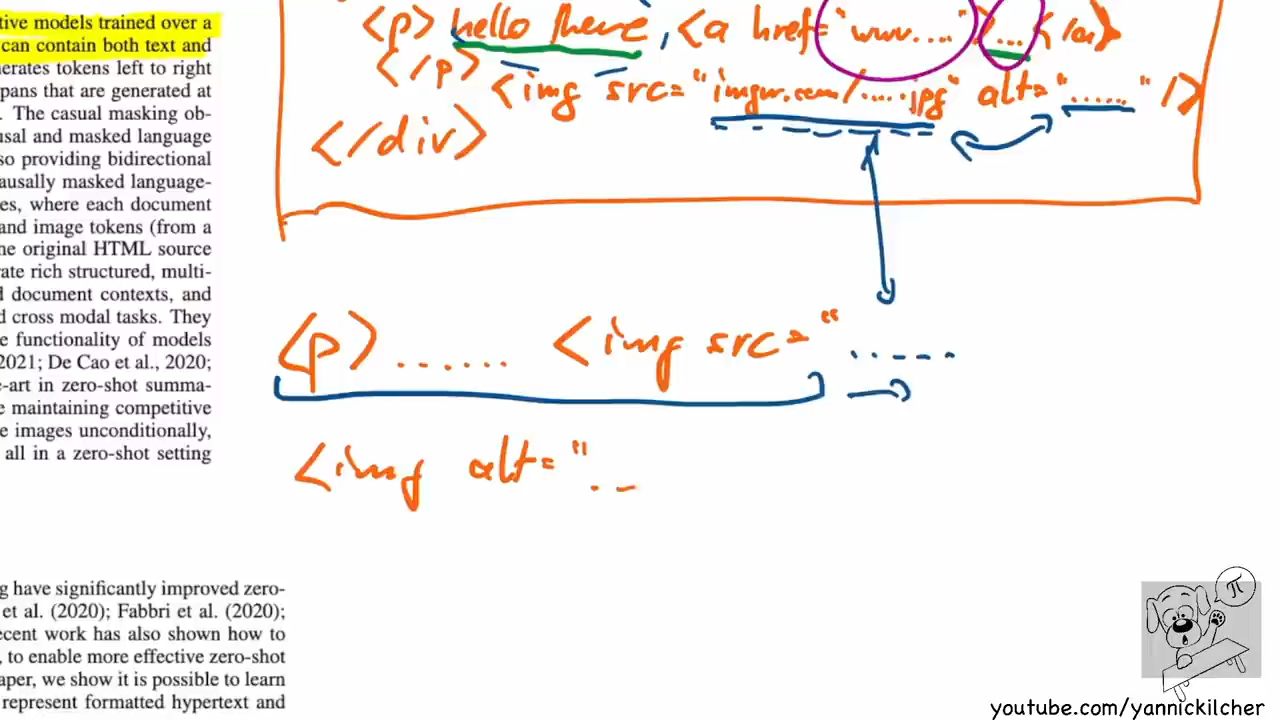 tive models trained over a
can contain both text and
nerates tokens left to right
pans that are generated at
. The casual masking ob-
usal and masked language
so providing bidirectional
ausally masked language-
es, where each document
and image tokens (from a
ne original HTML source
rate rich structured, multi-
d document contexts, and
d cross modal tasks. They
e functionality of models
2021; De Cao et al., 2020;
e-art in zero-shot summa-
e maintaining competitive
e images unconditionally,
all in a zero-shot setting
g have significantly improved zero-
et al. (2020); Fabbri et al. (2020);
ecent work has also shown how to
, to enable more effective zero-shot
aper, we show it is possible to learn
represent formatted hypertext and
<p> hello there, <a href="www....">....</a>
</p>
<img src="imgur.com/.....jpg" alt="......"/>
</div>
<p>...... <img src="......
<img alt="..
π
youtube.com/yannickilcher